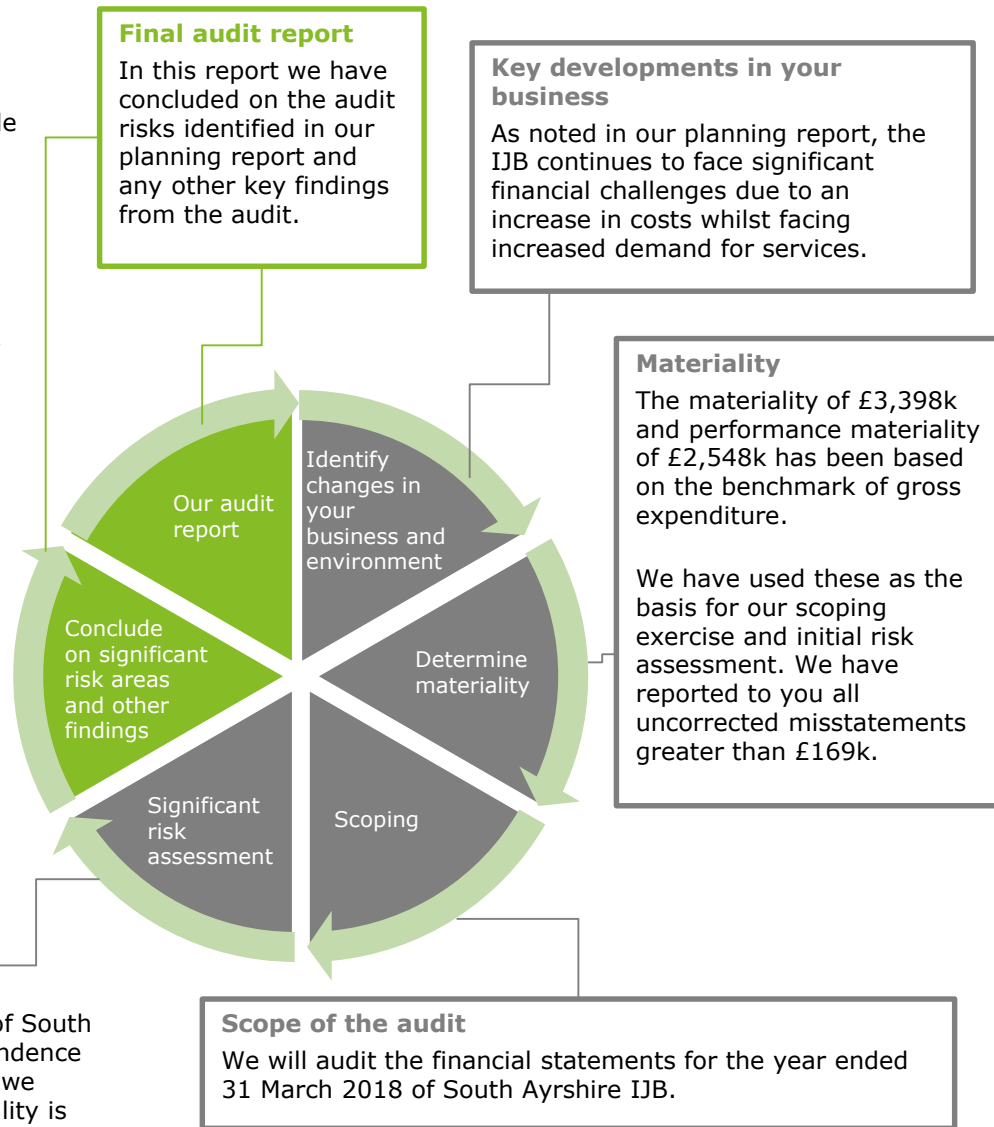 Final audit report
In this report we have
concluded on the audit
risks identified in our
planning report and
any other key findings
from the audit.
Key developments in your
business
As noted in our planning report, the
IJB continues to face significant
financial challenges due to an
increase in costs whilst facing
increased demand for services.
Materiality
The materiality of £3,398k
and performance materiality
of £2,548k has been based
on the benchmark of gross
expenditure.
We have used these as the
basis for our scoping
exercise and initial risk
assessment. We have
reported to you all
uncorrected misstatements
greater than £169k.
Our audit
report
Identify
changes in
your
business and
environment
Determine
materiality
Scoping
Significant
risk
assessment
Conclude
on significant
risk areas
and other
findings
of South
we
is
Scope of the audit
We will audit the financial statements for the year ended
31 March 2018 of South Ayrshire IJB.